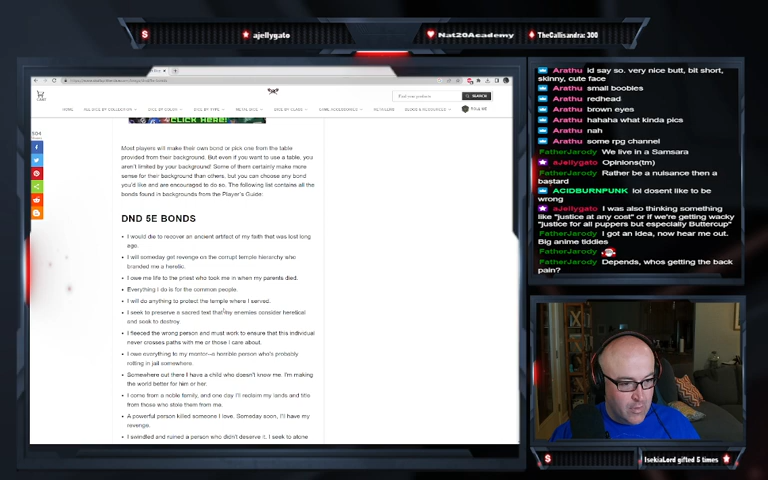 ajellygato
Nat20Academy
TheCallisandra: 300
CART
Find your products
SEARCH
HOME
METAL DICE
504
CLICK HERE!
Most players will make their own bond or pick one from the table
provided from their background. But even if you want to use a table, you
aren't limited by your background. Some of them certainly make more
sense for their background than others, but you can choose any bond
you'd like and are encouraged to do so. The following list contains all the
bonds found in backgrounds from the Player's Guide:
DND 5E BONDS
• I would die to recover an ancient artifact of my faith that was lost long
ago.
• I will someday get revenge on the corrupt temple hierarchy who
branded me a heretic.
• I owe me life to the priest who took me in when my parents died.
• Everything I do is for the common people.
• I will do anything to protect the temple where I served.
• I seek to preserve a sacred text that my enemies consider heretical
and seek to destroy.
• I fleeced the wrong person and must work to ensure that this individual
never crosses paths with me or those I care about.
• I owe everything to my mentor–a horrible person who's probably
rotting in jail somewhere.
• Somewhere out there I have a child who doesn't know me. I'm making
the world better for him or her.
• I come from a noble family, and one day I'll reclaim my lands and title
from those who stole them from me.
• A powerful person killed someone I love. Someday soon, I'll have my
revenge.
• I swindled and ruined a person who didn't deserve it. I seek to atone
Arathu: Id say so. very nice butt, bit short,
skinny, cute face
Arathu: small boobies
Arathu: redhead
Arathu: brown eyes
Arathu: hahaha what kinda pics
Arathu: nah
Arathu: some rpg channel
FatherJarody: We live in a Samsara
aJellygato: Opinions(tm)
FatherJarody: Rather be a nulsance then a
bastard
ACIDBURNPUNK: lol dosent like to be
wrong
aJellygato: I was also thinking something
like "justice at any cost" or if we're getting wacky
"justice for all puppers but especially Buttercup"
FatherJarody: I got an idea, now hear me out.
Big anime tiddies
FatherJarody:
FatherJarody: Depends, whos getting the back
pain?
IsekiaLord gifted 5 times